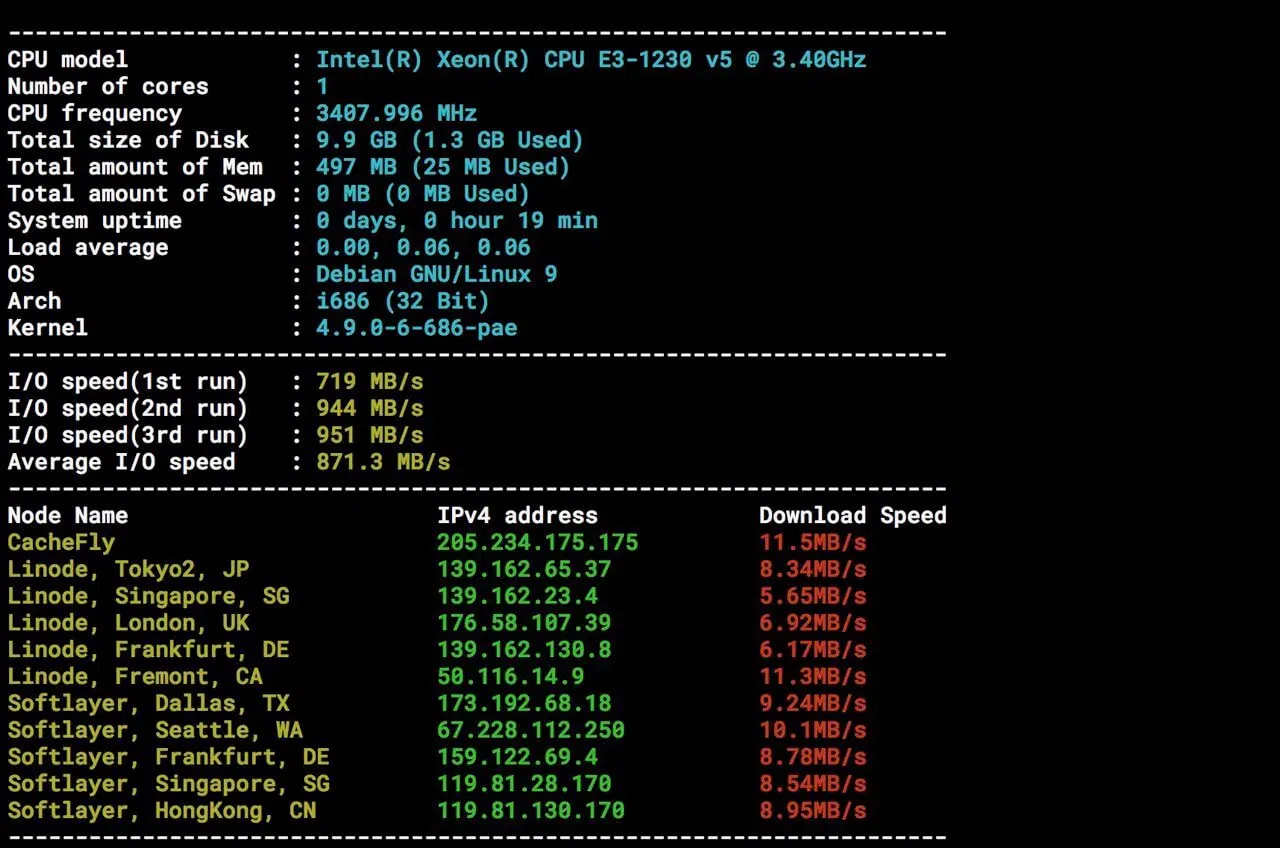 ----------------------------------------------------------------------
CPU model            : Intel(R) Xeon(R) CPU E3-1230 v5 @ 3.40GHz
Number of cores      : 1
CPU frequency        : 3407.996 MHz
Total size of Disk   : 9.9 GB (1.3 GB Used)
Total amount of Mem  : 497 MB (25 MB Used)
Total amount of Swap : 0 MB (0 MB Used)
System uptime        : 0 days, 0 hour 19 min
Load average         : 0.00, 0.06, 0.06
OS                   : Debian GNU/Linux 9
Arch                 : i686 (32 Bit)
Kernel               : 4.9.0-6-686-pae
----------------------------------------------------------------------
I/O speed(1st run)   : 719 MB/s
I/O speed(2nd run)   : 944 MB/s
I/O speed(3rd run)   : 951 MB/s
Average I/O speed    : 871.3 MB/s
----------------------------------------------------------------------
Node Name                       IPv4 address            Download Speed
CacheFly                        205.234.175.175         11.5MB/s
Linode, Tokyo2, JP              139.162.65.37           8.34MB/s
Linode, Singapore, SG           139.162.23.4            5.65MB/s
Linode, London, UK              176.58.107.39           6.92MB/s
Linode, Frankfurt, DE           139.162.130.8           6.17MB/s
Linode, Fremont, CA             50.116.14.9             11.3MB/s
Softlayer, Dallas, TX           173.192.68.18           9.24MB/s
Softlayer, Seattle, WA          67.228.112.250          10.1MB/s
Softlayer, Frankfurt, DE        159.122.69.4            8.78MB/s
Softlayer, Singapore, SG        119.81.28.170           8.54MB/s
Softlayer, HongKong, CN         119.81.130.170          8.95MB/s
----------------------------------------------------------------------